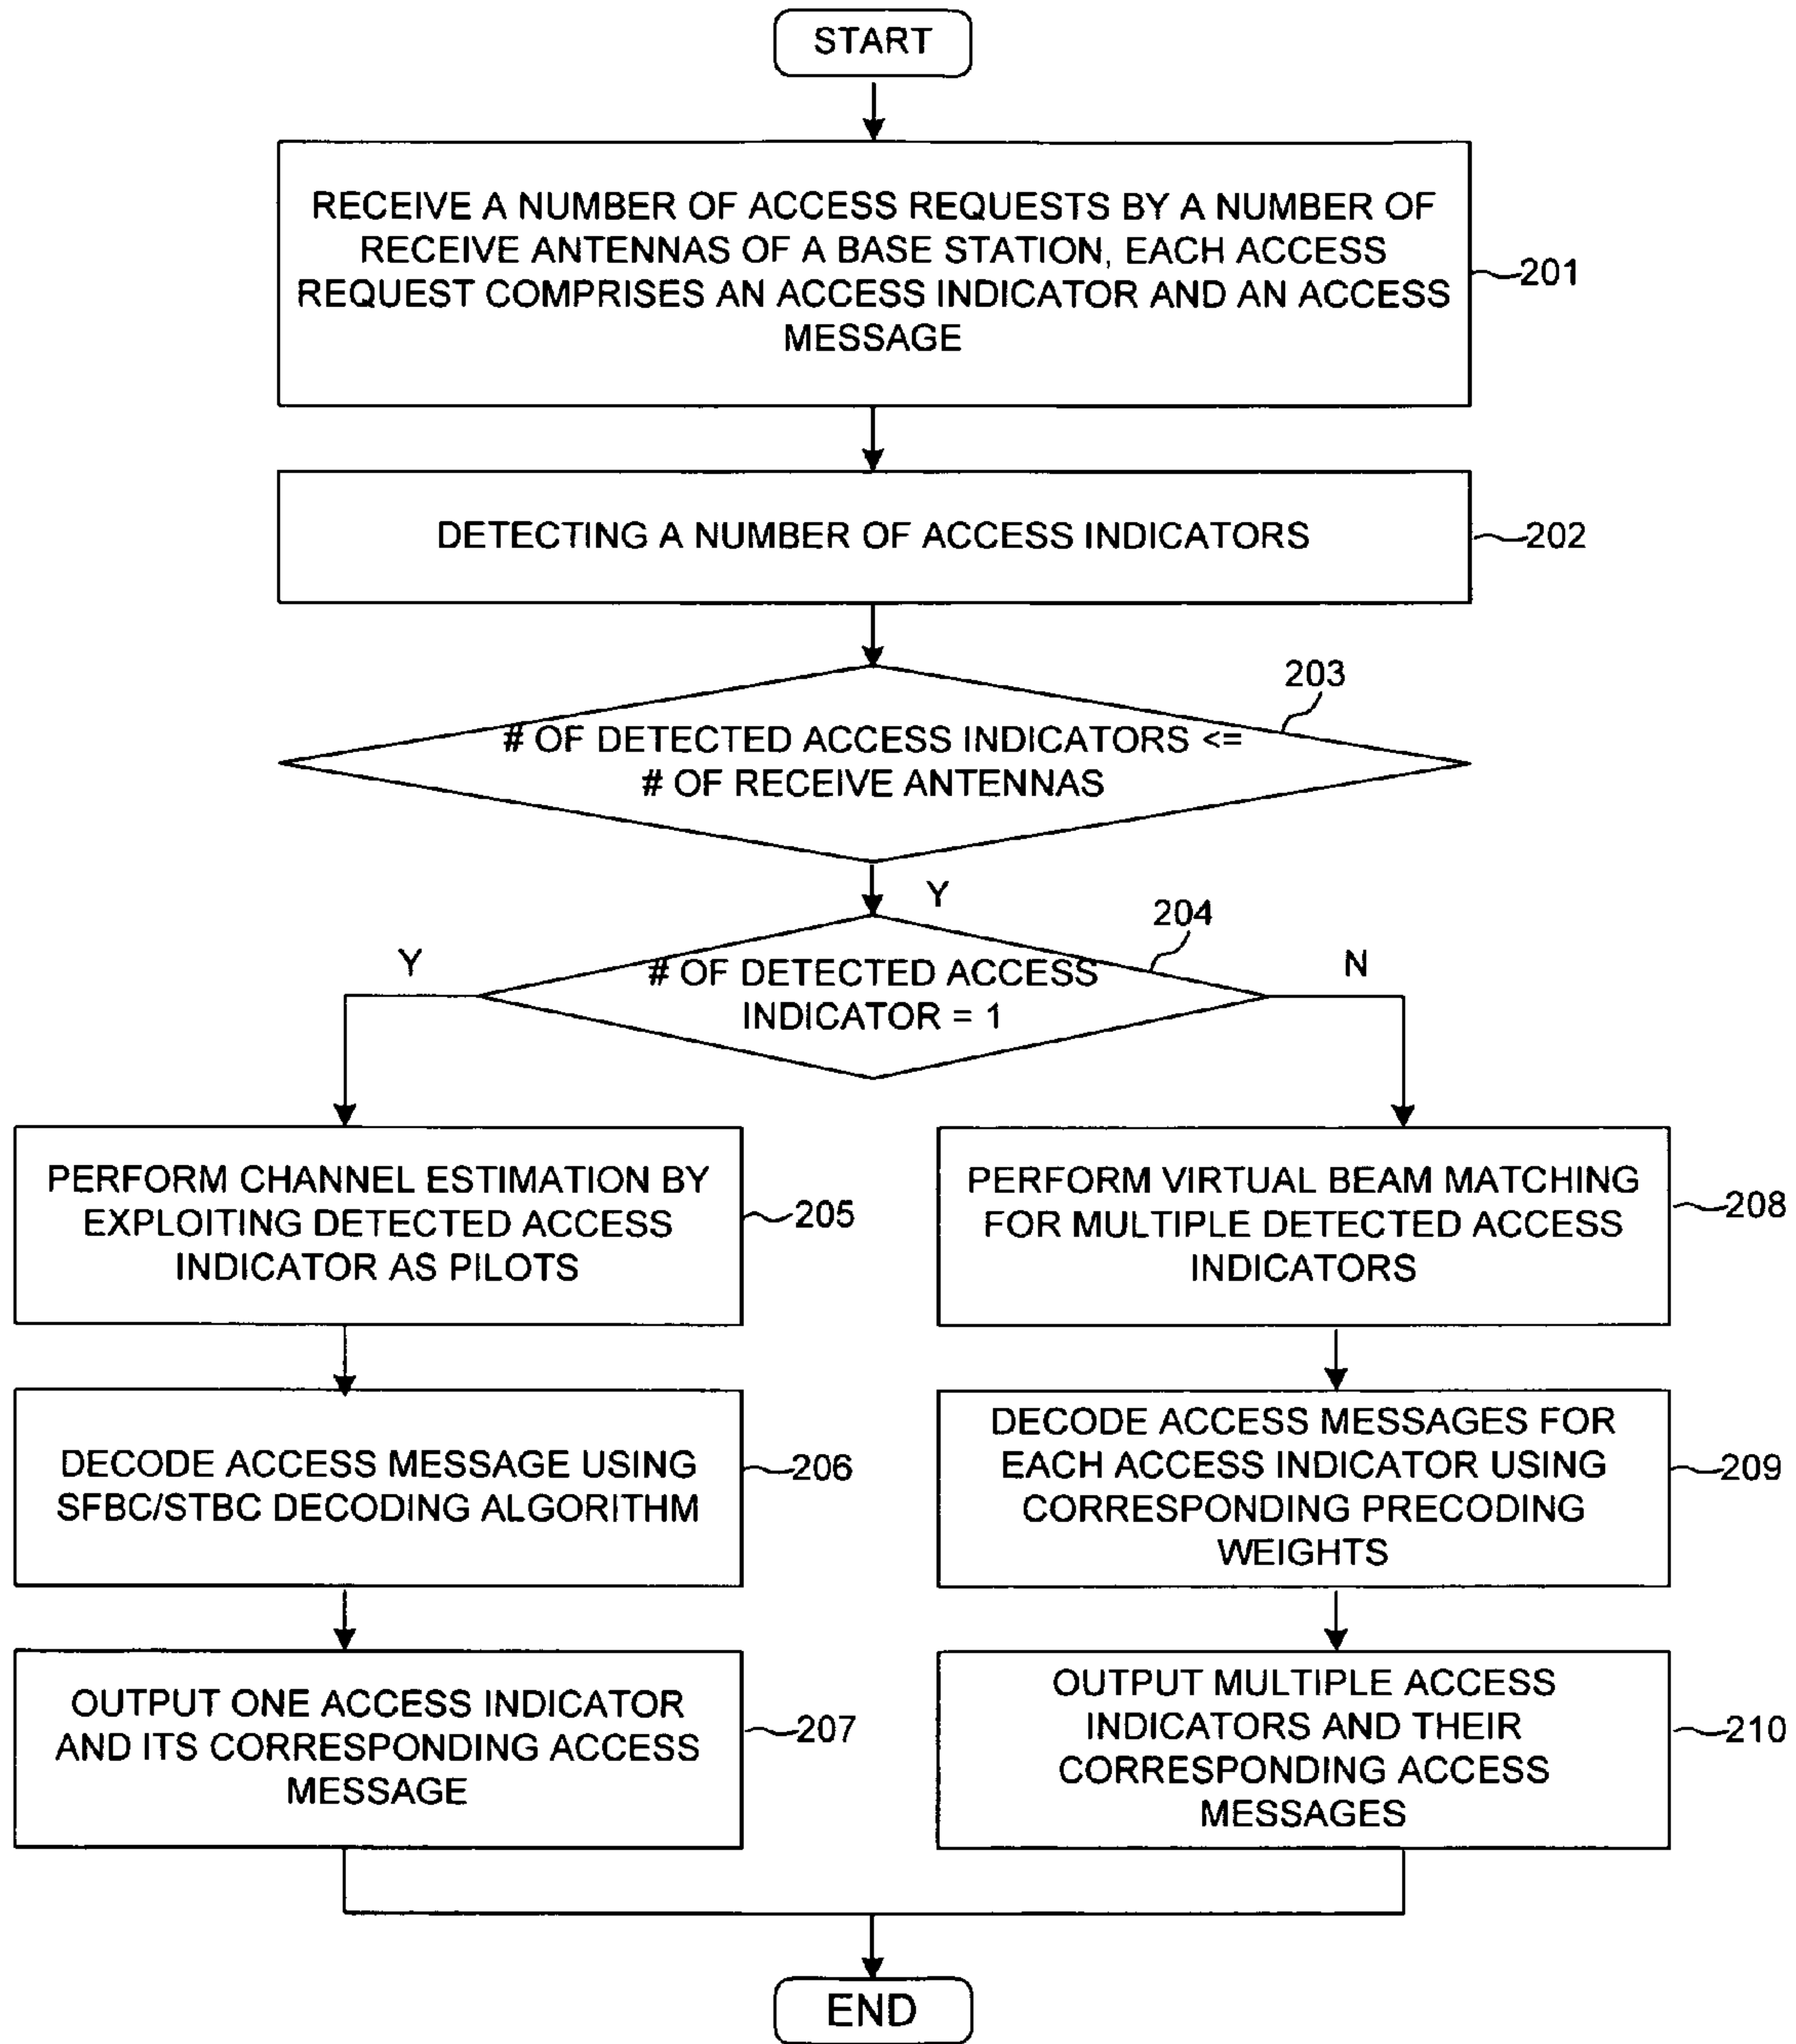 START
RECEIVE A NUMBER OF ACCESS REQUESTS BY A NUMBER OF
RECEIVE ANTENNAS OF A BASE STATION, EACH ACCESS
REQUEST COMPRISES AN ACCESS INDICATOR AND AN ACCESS
MESSAGE
201
DETECTING A NUMBER OF ACCESS INDICATORS
202
203
# OF DETECTED ACCESS INDICATORS <=
# OF RECEIVE ANTENNAS
Y
204
Y
# OF DETECTED ACCESS
INDICATOR = 1
N
PERFORM CHANNEL ESTIMATION BY
EXPLOITING DETECTED ACCESS
INDICATOR AS PILOTS
205
PERFORM VIRTUAL BEAM MATCHING
FOR MULTIPLE DETECTED ACCESS
INDICATORS
208
DECODE ACCESS MESSAGE USING
SFBC/STBC DECODING ALGORITHM
206
DECODE ACCESS MESSAGES FOR
EACH ACCESS INDICATOR USING
CORRESPONDING PRECODING
WEIGHTS
209
OUTPUT ONE ACCESS INDICATOR
AND ITS CORRESPONDING ACCESS
MESSAGE
207
OUTPUT MULTIPLE ACCESS
INDICATORS AND THEIR
CORRESPONDING ACCESS
MESSAGES
210
END